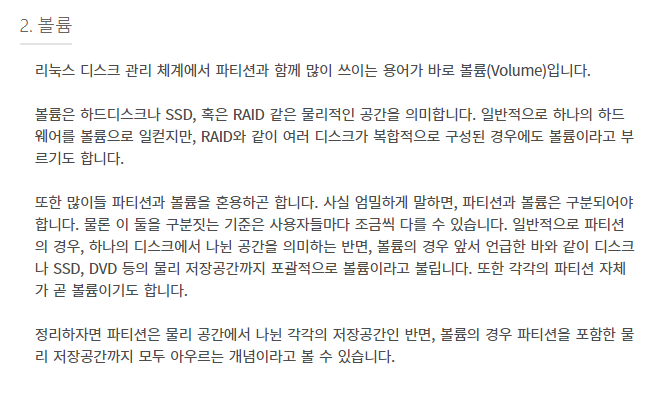 2. 볼륨
리눅스 디스크 관리 체계에서 파티션과 함께 많이 쓰이는 용어가 바로 볼륨(Volume)입니다.
볼륨은 하드디스크나 SSD, 혹은 RAID 같은 물리적인 공간을 의미합니다. 일반적으로 하나의 하드
웨어를 볼륨으로 일컫지만, RAID와 같이 여러 디스크가 복합적으로 구성된 경우에도 볼륨이라고 부
르기도 합니다.
또한 많이들 파티션과 볼륨을 혼용하곤 합니다. 사실 엄밀하게 말하면, 파티션과 볼륨은 구분되어야
합니다. 물론 이 둘을 구분짓는 기준은 사용자들마다 조금씩 다를 수 있습니다. 일반적으로 파티션
의 경우, 하나의 디스크에서 나뉜 공간을 의미하는 반면, 볼륨의 경우 앞서 언급한 바와 같이 디스크
나 SSD, DVD 등의 물리 저장공간까지 포괄적으로 볼륨이라고 불립니다. 또한 각각의 파티션 자체
가 곧 볼륨이기도 합니다.
정리하자면 파티션은 물리 공간에서 나뉜 각각의 저장공간인 반면, 볼륨의 경우 파티션을 포함한 물
리 저장공간까지 모두 아우르는 개념이라고 볼 수 있습니다.